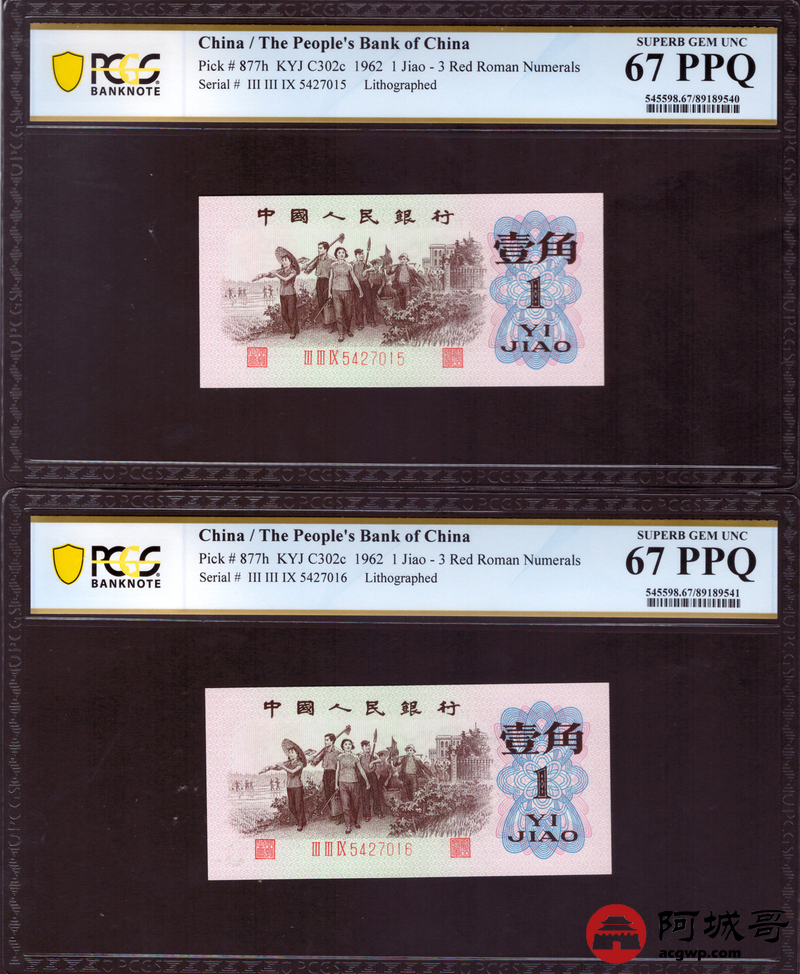 PCGS
BANKNOTE
China / The People's Bank of China
Pick # 877h KYJ C302c 1962 1 Jiao - 3 Red Roman Numerals
Serial # III III IX 5427015 Lithographed
SUPERB GEM UNC
67 PPQ
545598.67/89189540
中國人民銀行
壹角
1
YI
JIAO
III III IX 5427015
PCGS
BANKNOTE
China / The People's Bank of China
Pick # 877h KYJ C302c 1962 1 Jiao - 3 Red Roman Numerals
Serial # III III IX 5427016 Lithographed
SUPERB GEM UNC
67 PPQ
545598.67/89189541
中國人民銀行
壹角
1
YI
JIAO
III III IX 5427016
阿城哥
acgwp.com